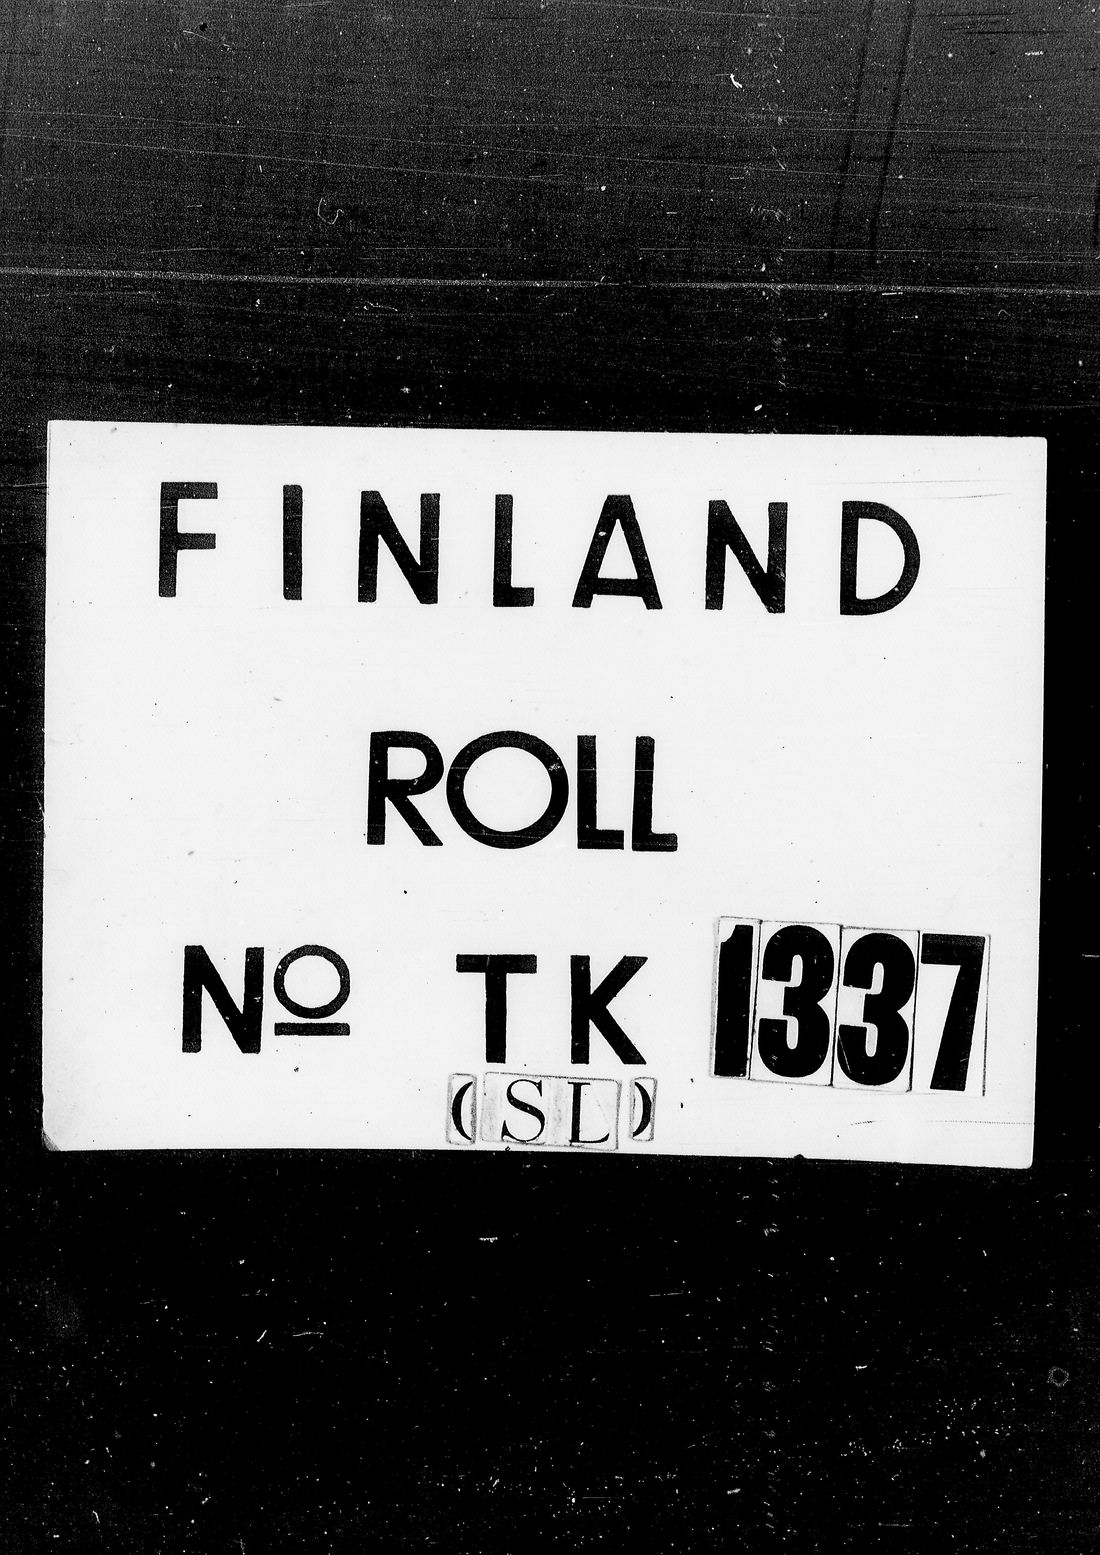 FINLAND
ROLL
Nº TK 1337
(SL)